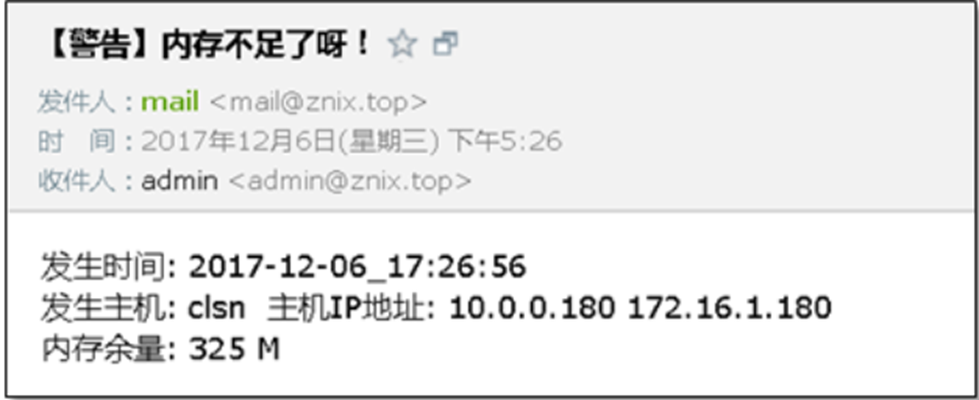 【警告】内存不足了呀！
发件人：mail <mail@znix.top>
时 间：2017年12月6日(星期三) 下午5:26
收件人：admin <admin@znix.top>
发生时间: 2017-12-06_17:26:56
发生主机: clsn 主机IP地址: 10.0.0.180 172.16.1.180
内存余量: 325 M